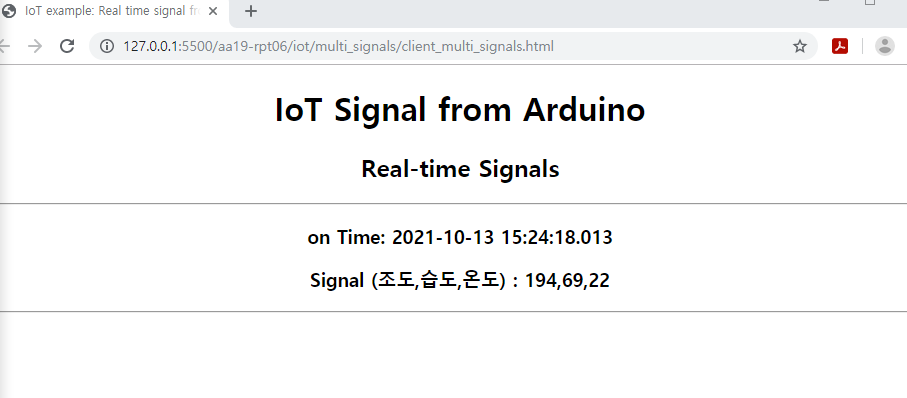 IoT example: Real time signal fr
127.0.0.1:5500/aa19-rpt06/iot/multi_signals/client_multi_signals.html
IoT Signal from Arduino
Real-time Signals
on Time: 2021-10-13 15:24:18.013
Signal (조도,습도,온도) : 194,69,22